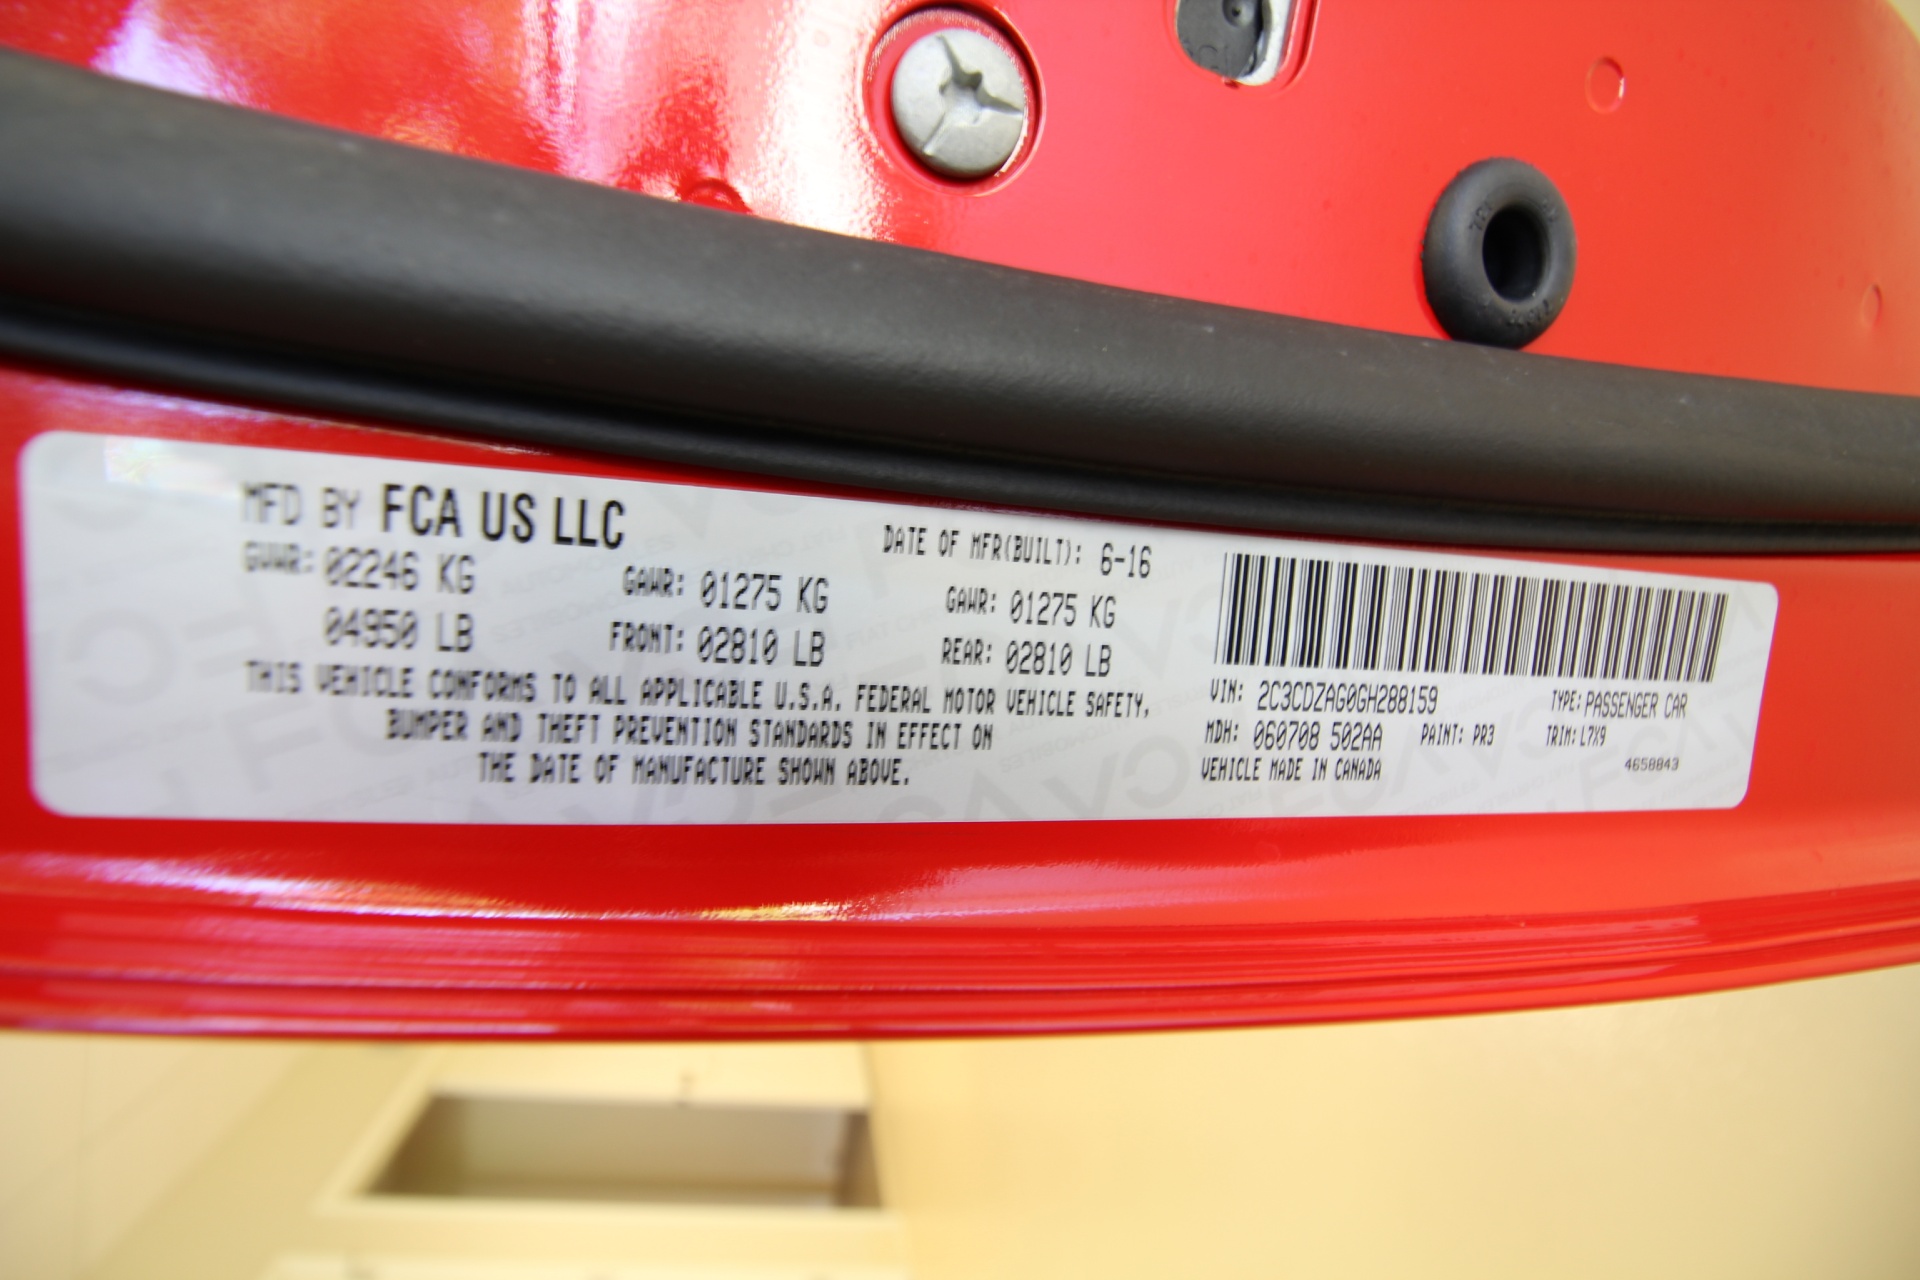 MFD BY FCA US LLC
DATE OF MFR(BUILT): 6-16
GVWR: 02246 KG
04950 LB
GAWR: 01275 KG
FRONT: 02810 LB
GAWR: 01275 KG
REAR: 02810 LB
THIS VEHICLE CONFORMS TO ALL APPLICABLE U.S.A. FEDERAL MOTOR VEHICLE SAFETY,
BUMPER AND THEFT PREVENTION STANDARDS IN EFFECT ON
THE DATE OF MANUFACTURE SHOWN ABOVE.
VIN: 2C3CDZAG0GH288159
TYPE: PASSENGER CAR
MDH: 060708 502AA
PAINT: PR3
TRIM: L7X9
VEHICLE MADE IN CANADA
4658843